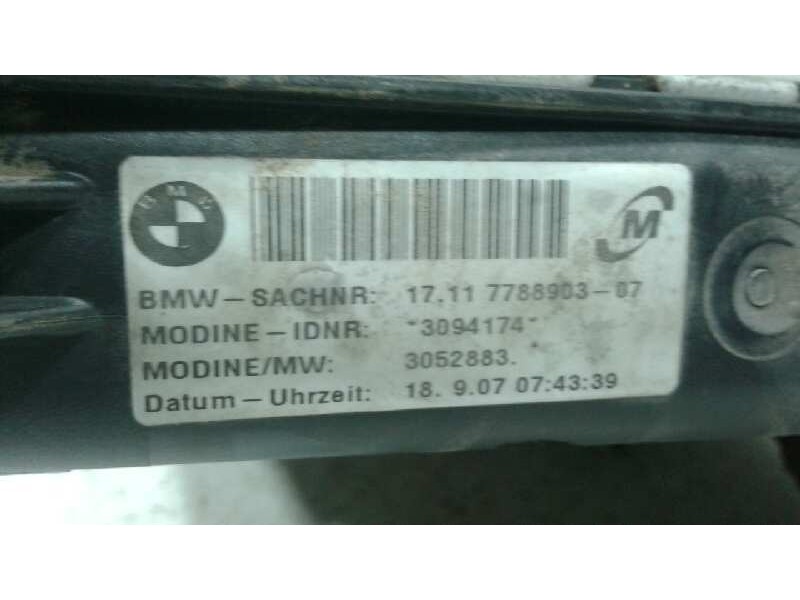 BMW
M
BMW-SACHNR: 17.11 7788903-07
MODINE-IDNR: *3094174*
MODINE/MW: 3052883.*
Datum-Uhrzeit: 18. 9.07 07:43:39